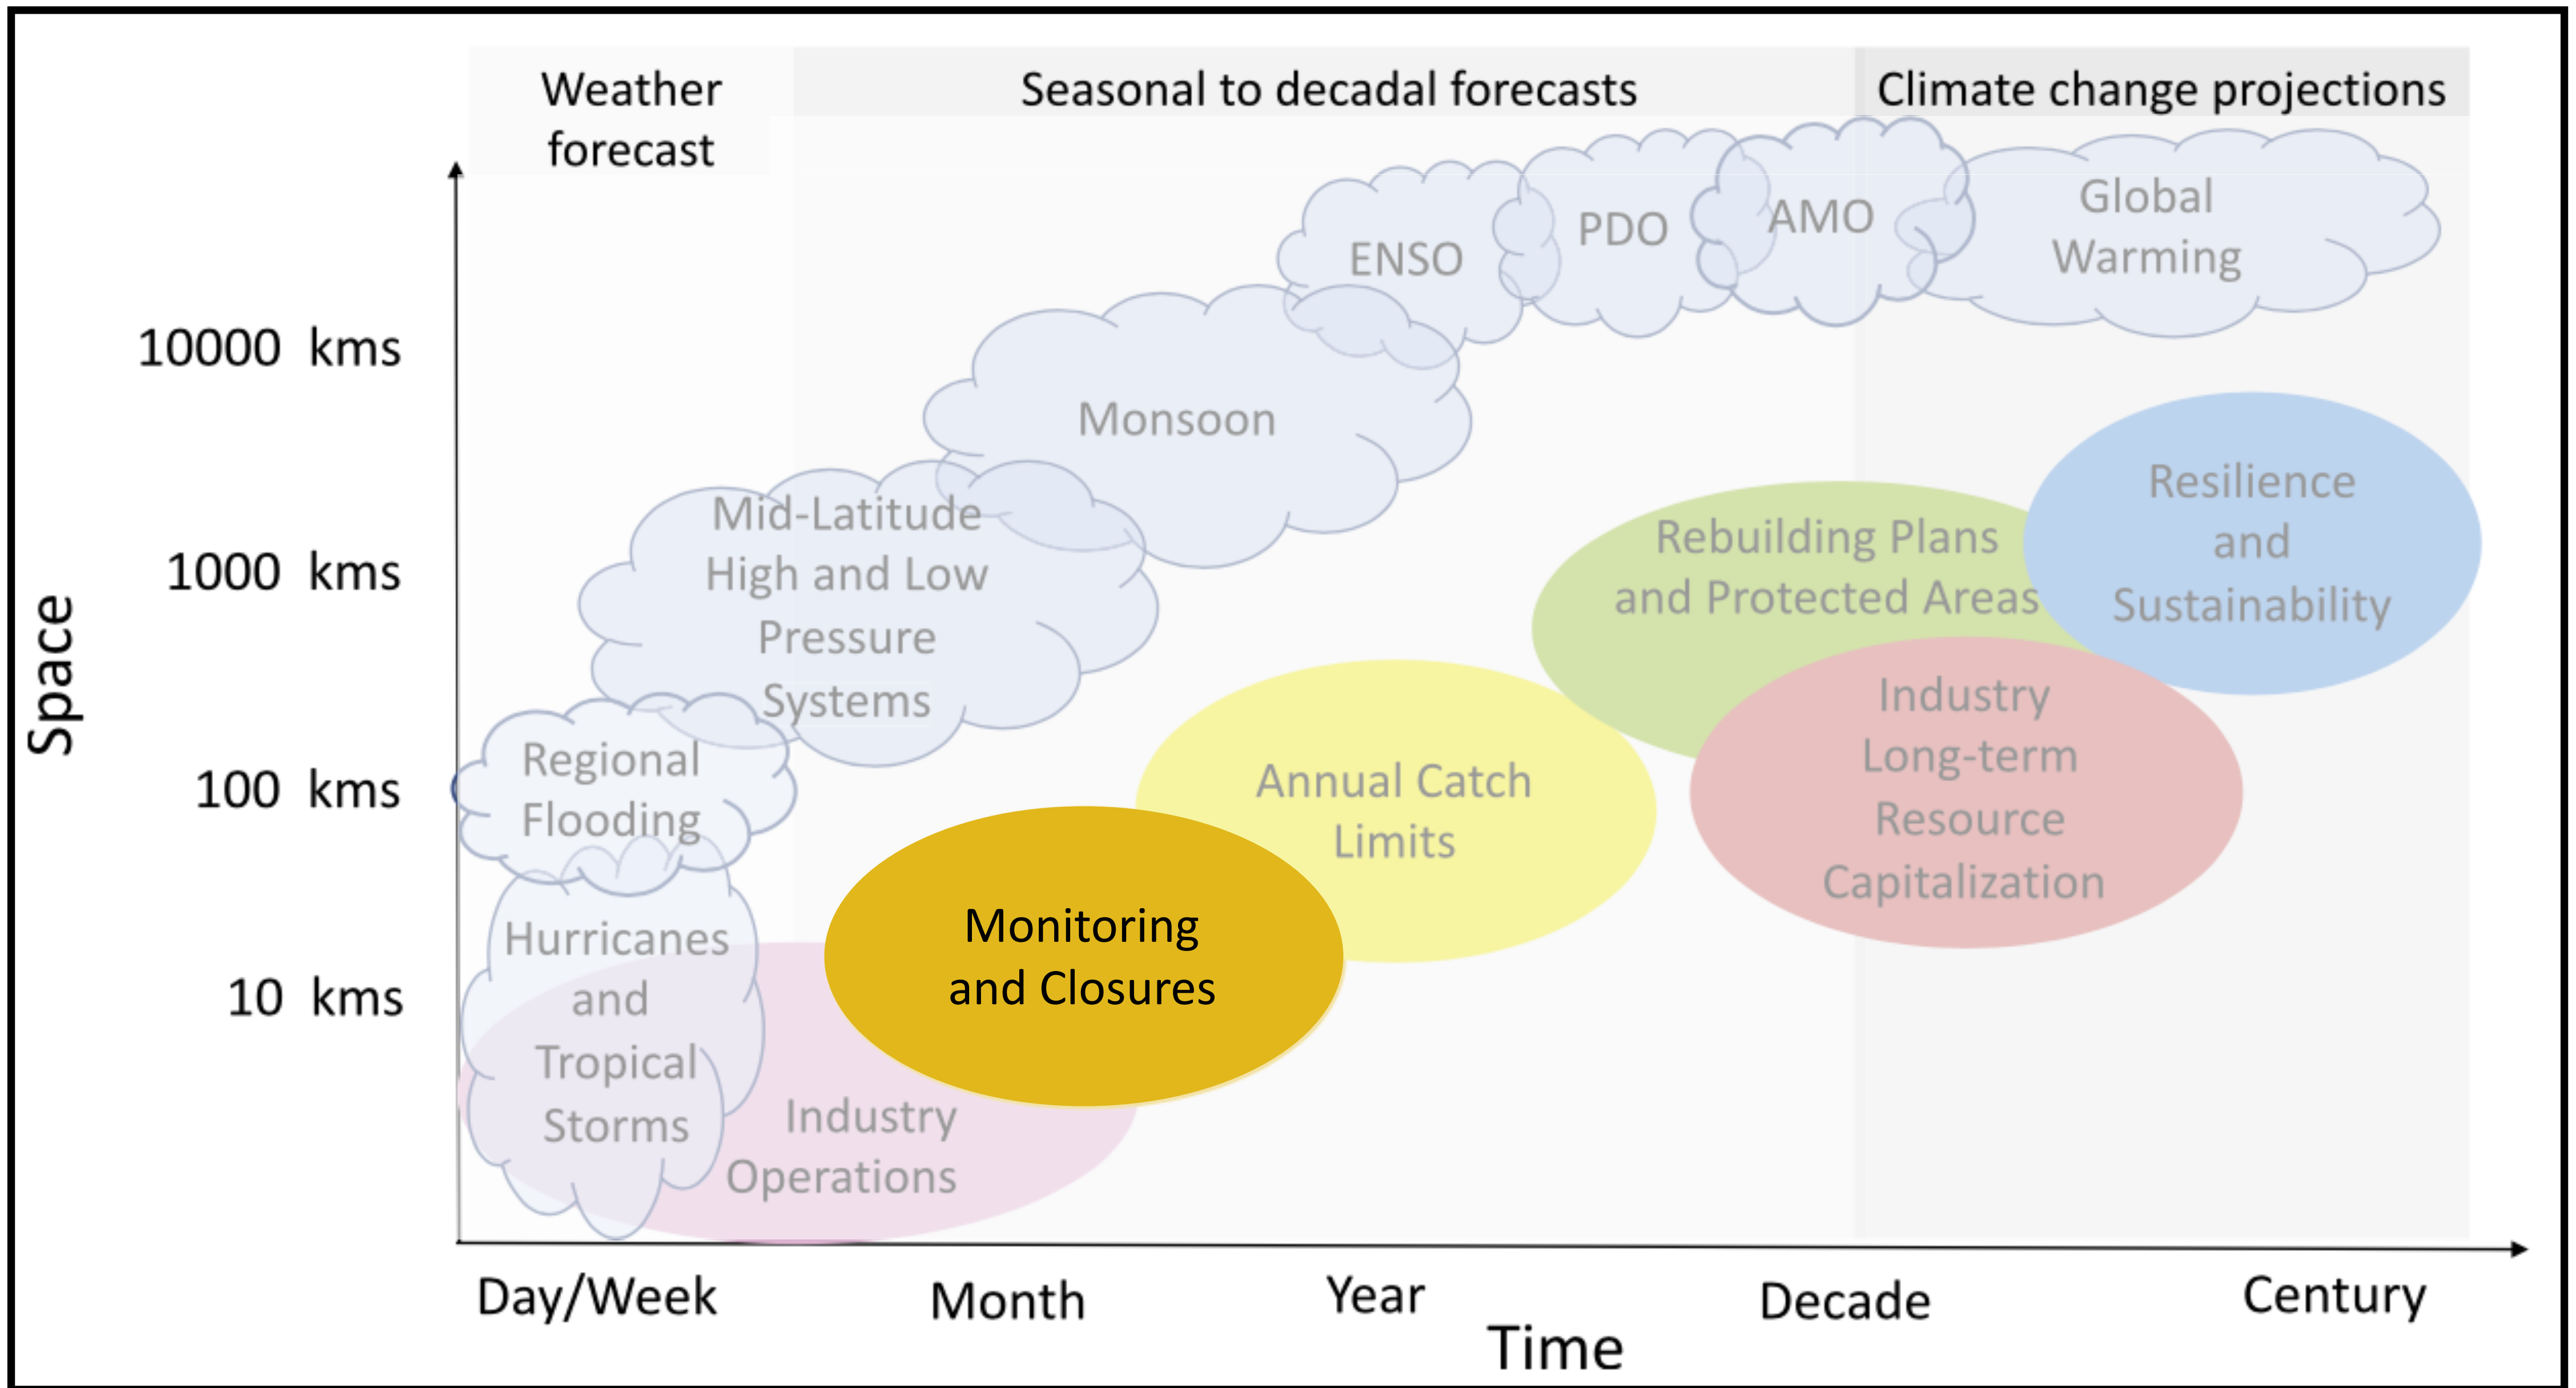 Weather
forecast
Seasonal to decadal forecasts
Climate change projections
Space
10000 kms
1000 kms
100 kms
10 kms
ENSO
PDO
AMO
Global
Warming
Monsoon
Mid-Latitude
High and Low
Pressure
Systems
Regional
Flooding
Hurricanes
and
Tropical
Storms
Industry
Operations
Monitoring
and Closures
Annual Catch
Limits
Rebuilding Plans
and Protected Areas
Resilience
and
Sustainability
Industry
Long-term
Resource
Capitalization
Day/Week
Month
Year
Decade
Century
Time